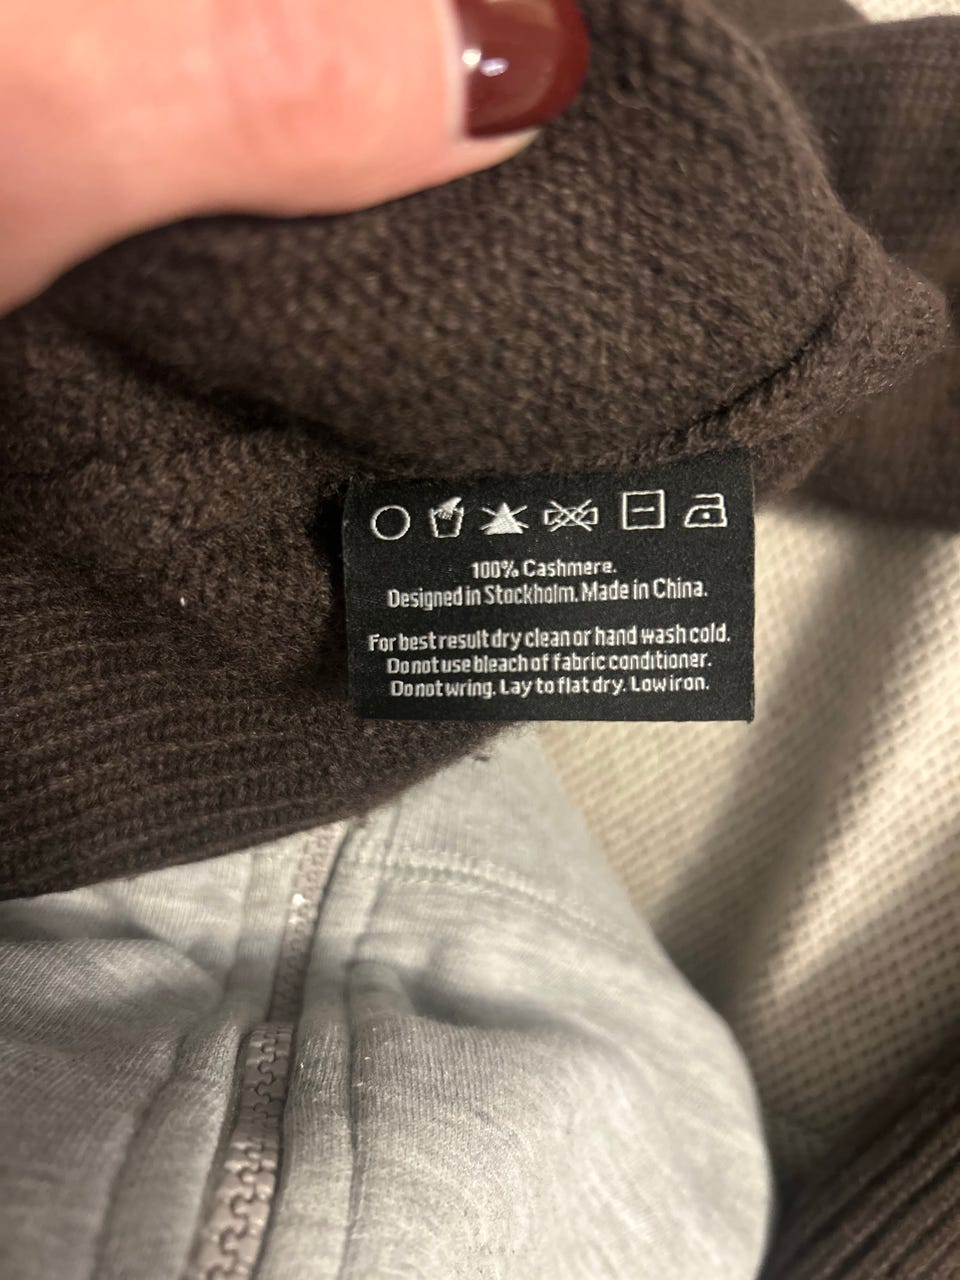 100% Cashmere.
Designed in Stockholm. Made in China.
For best result dry clean or hand wash cold.
Do not use bleach of fabric conditioner.
Do not wring. Lay to flat dry. Low iron.